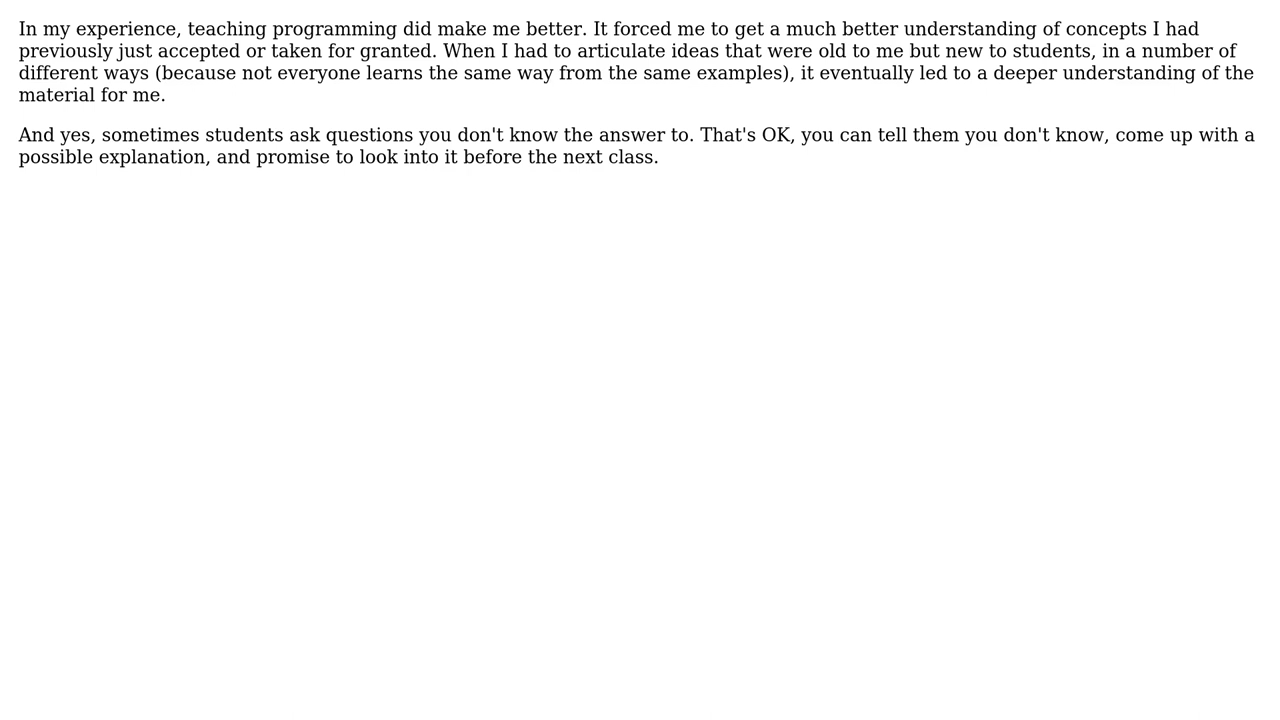 In my experience, teaching programming did make me better. It forced me to get a much better understanding of concepts I had
previously just accepted or taken for granted. When I had to articulate ideas that were old to me but new to students, in a number of
different ways (because not everyone learns the same way from the same examples), it eventually led to a deeper understanding of the
material for me.
And yes, sometimes students ask questions you don't know the answer to. That's OK, you can tell them you don't know, come up with a
possible explanation, and promise to look into it before the next class.